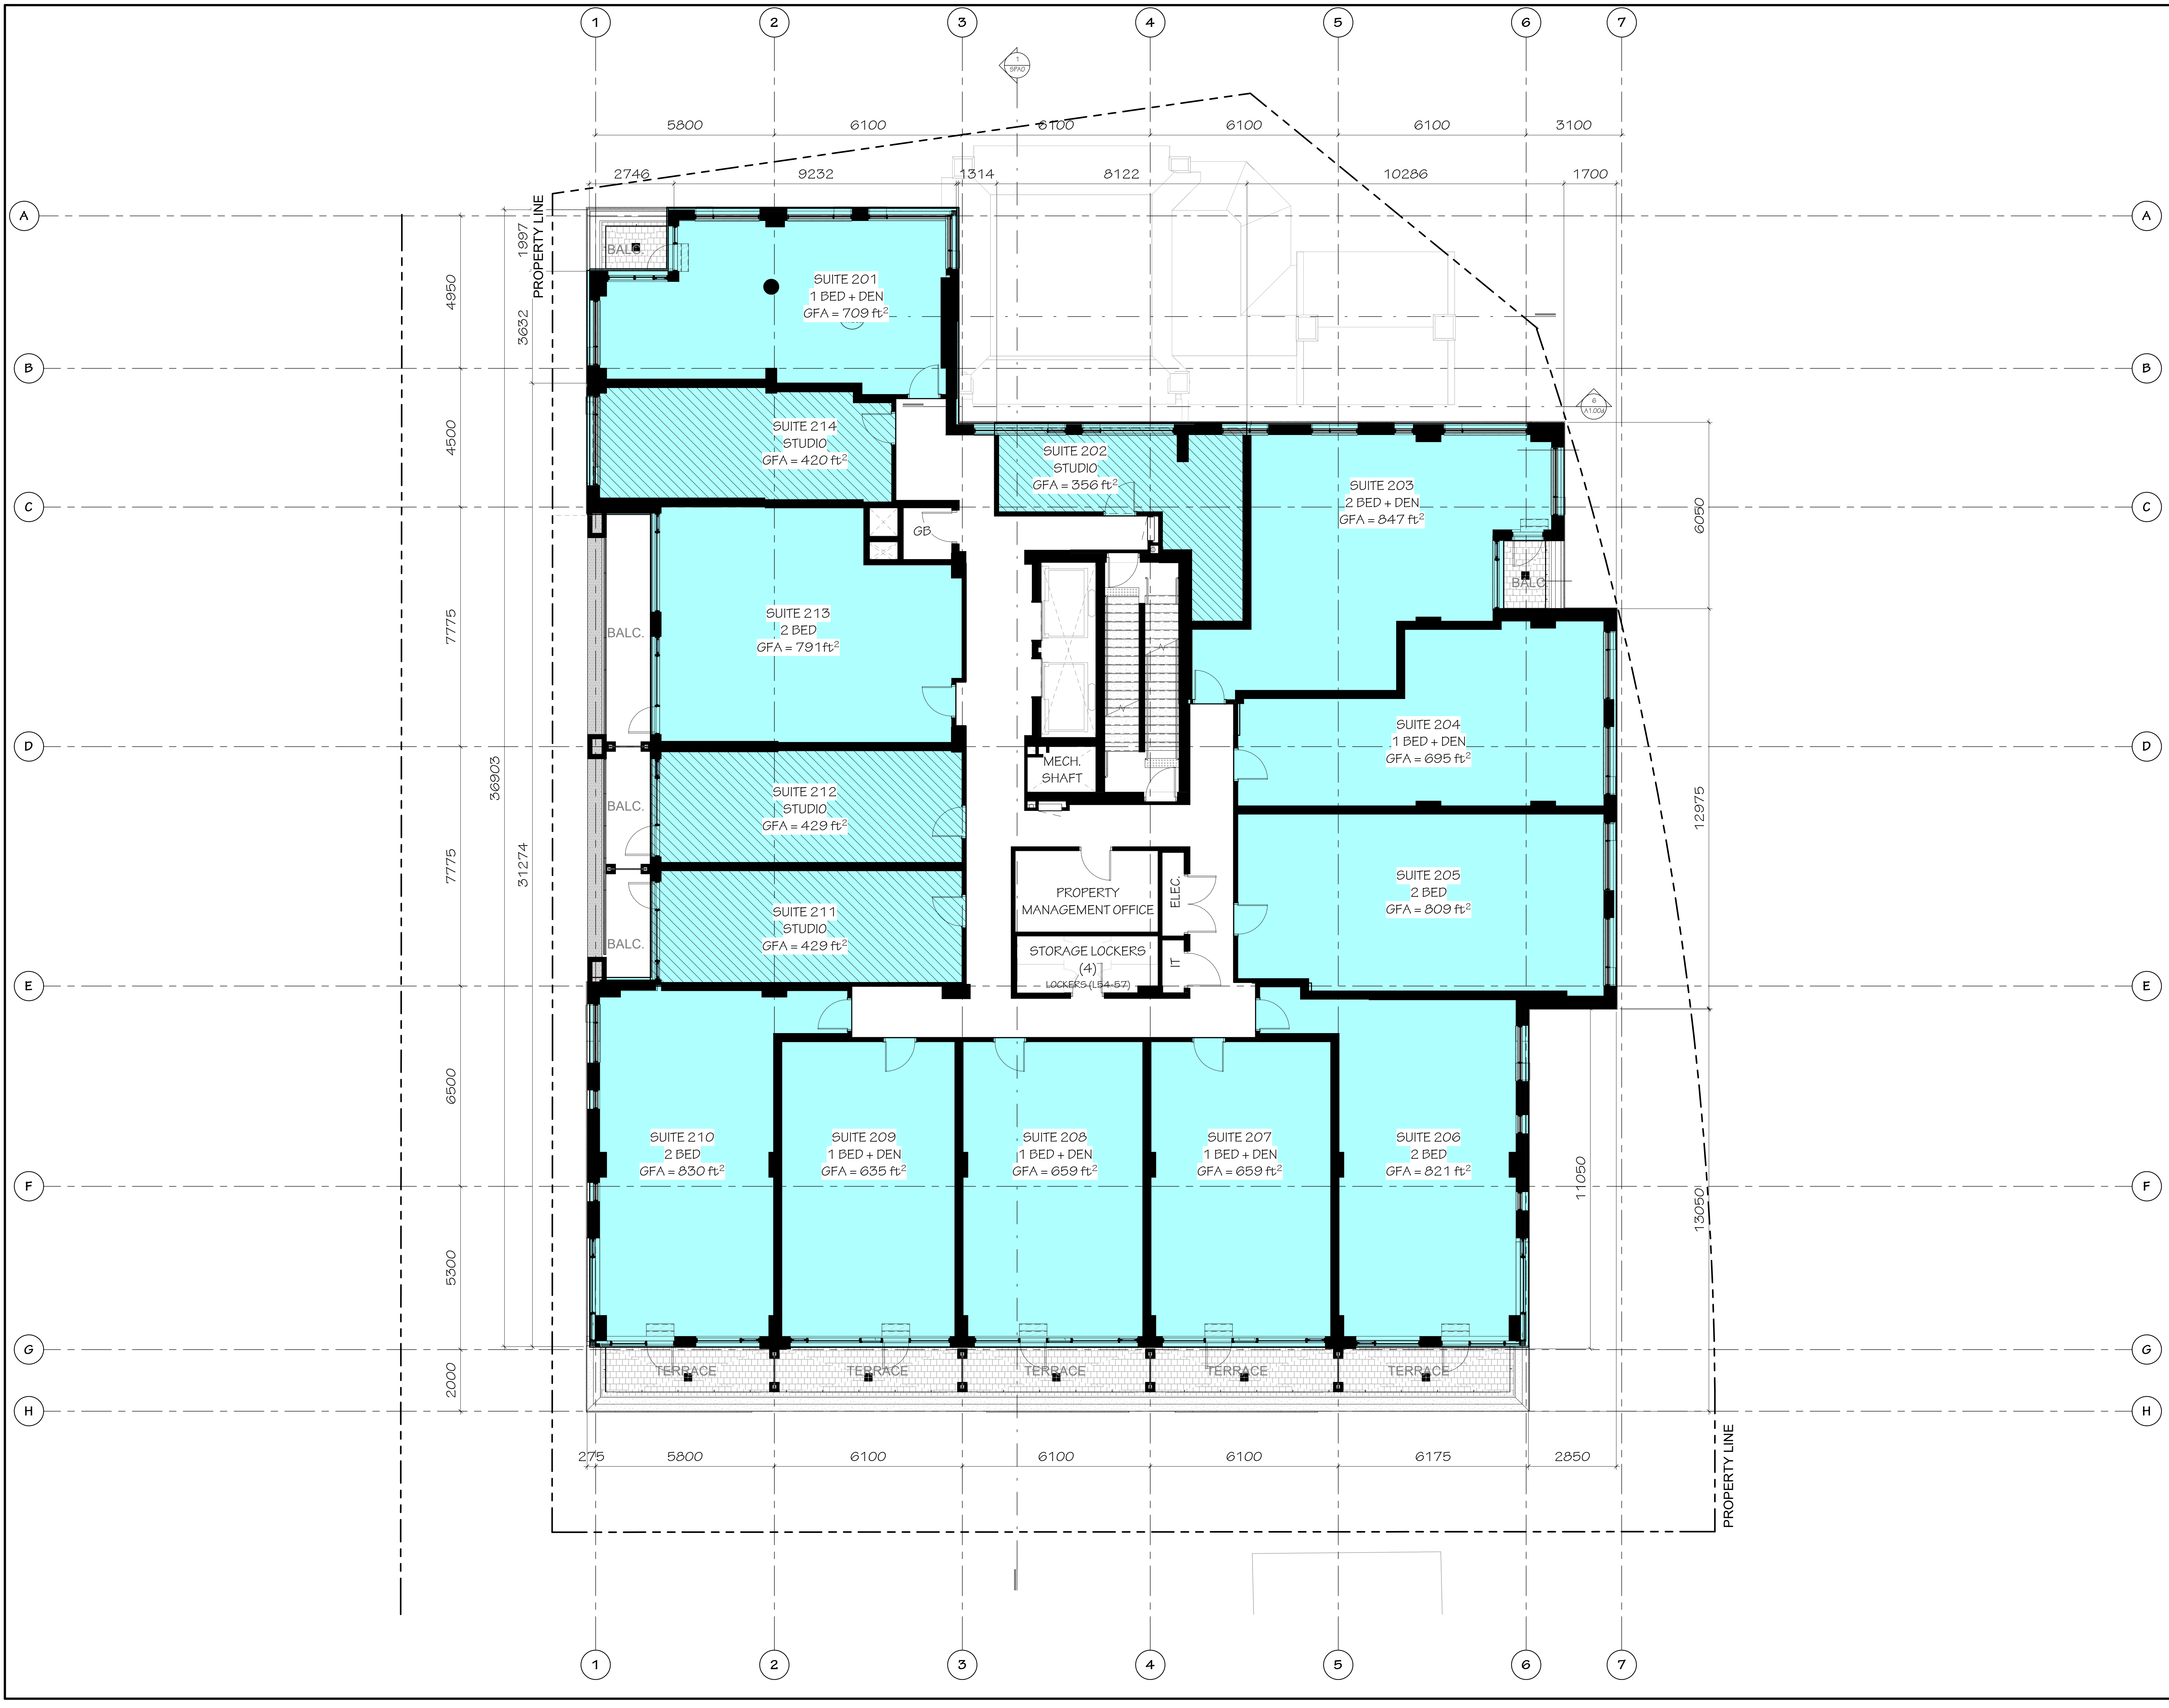 1 2 3 4 5 6 7
1
5800 6100 6100 6100 6100 3100
2746 9232 1314 8122 10286 1700
A A
PROPERTY LINE
1997
4950
3632
BALC.
SUITE 201
1 BED + DEN
GFA = 709 ft²
B B
6
A1.004
4500
SUITE 214
STUDIO
GFA = 420 ft²
SUITE 202
STUDIO
GFA = 356 ft²
SUITE 203
2 BED + DEN
GFA = 847 ft²
C C
GB
6050
BALC
7775
BALC.
SUITE 213
2 BED
GFA = 791 ft²
SUITE 204
1 BED + DEN
GFA = 695 ft²
D D
36903
MECH.
SHAFT
BALC.
SUITE 212
STUDIO
GFA = 429 ft²
12975
31274
7775
PROPERTY
MANAGEMENT OFFICE
ELEC.
SUITE 205
2 BED
GFA = 809 ft²
BALC.
SUITE 211
STUDIO
GFA = 429 ft²
STORAGE LOCKERS
(4)
LOCKERS (L54-57)
IT
E E
6500
SUITE 210
2 BED
GFA = 830 ft²
SUITE 209
1 BED + DEN
GFA = 635 ft²
SUITE 208
1 BED + DEN
GFA = 659 ft²
SUITE 207
1 BED + DEN
GFA = 659 ft²
SUITE 206
2 BED
GFA = 821 ft²
11050
13050
F F
5300
G G
TERRACE TERRACE TERRACE TERRACE TERRACE
2000
H H
275 5800 6100 6100 6100 6175 2850
PROPERTY LINE
1 2 3 4 5 6 7